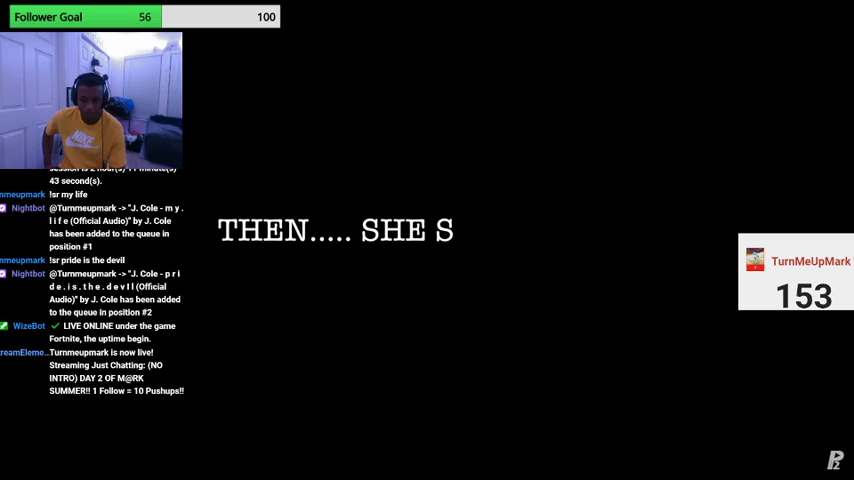 Follower Goal 56 100
43 second(s).
nmeupmark !sr my life
Nightbot @Turnmeupmark -> "J. Cole - m y .
l i f e (Official Audio)" by J. Cole
has been added to the queue in
position #1
nmeupmark !sr pride is the devil
Nightbot @Turnmeupmark -> "J. Cole - p r i
d e . i s . t h e . d e v i l (Official
Audio)" by J. Cole has been added
to the queue in position #2
WizeBot LIVE ONLINE under the game
Fortnite, the uptime begin.
reamEleme... Turnmeupmark is now live!
Streaming Just Chatting: (NO
INTRO) DAY 2 OF M@RK
SUMMER!! 1 Follow = 10 Pushups!!
THEN..... SHE S
TurnMeUpMark
153
NIKE